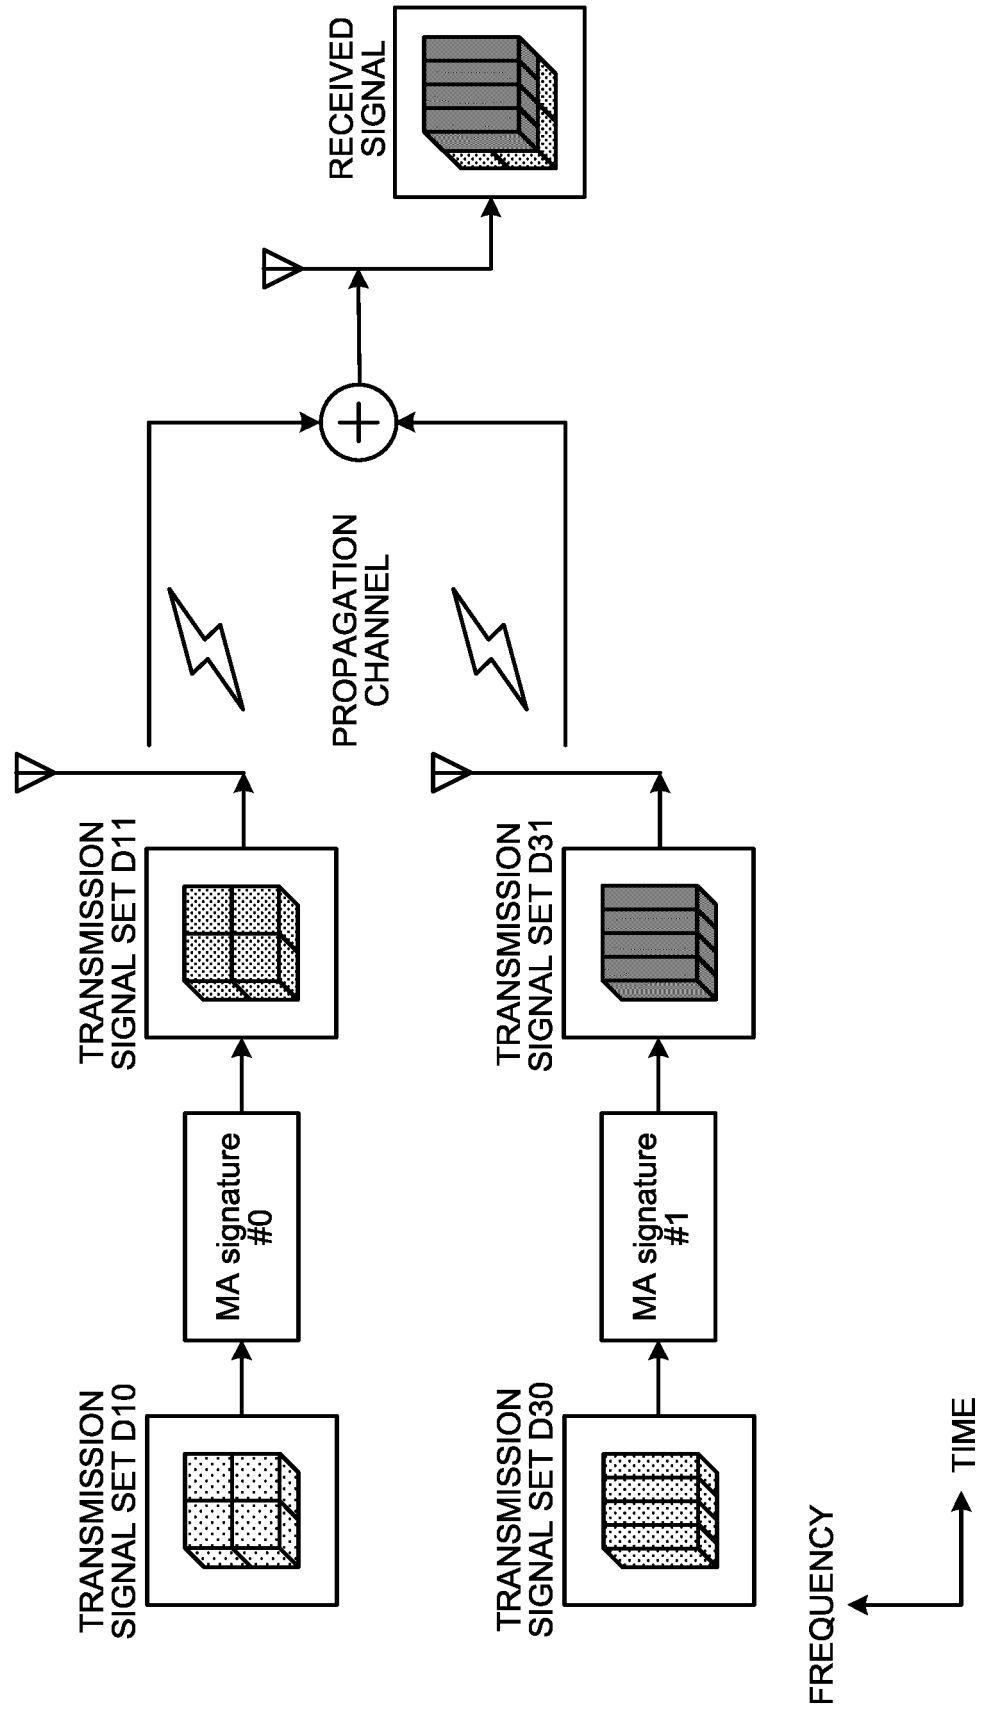 TRANSMISSION
SIGNAL SET D10
MA signature
#0
TRANSMISSION
SIGNAL SET D11
TRANSMISSION
SIGNAL SET D30
MA signature
#1
TRANSMISSION
SIGNAL SET D31
PROPAGATION
CHANNEL
RECEIVED
SIGNAL
FREQUENCY
TIME